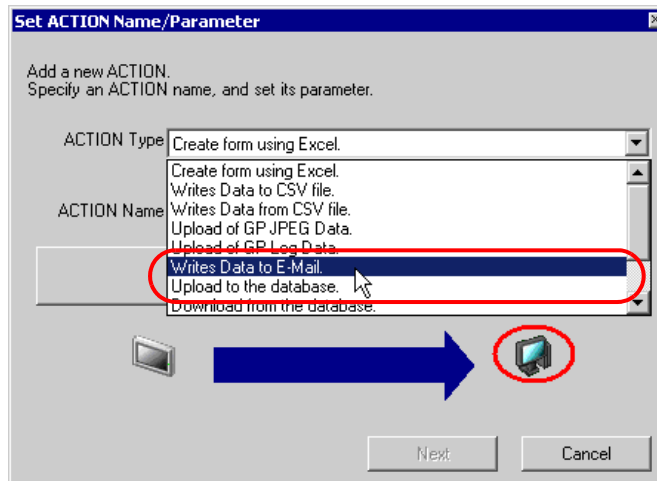 Set ACTION Name/Parameter
Add a new ACTION.
Specify an ACTION name, and set its parameter.
ACTION Type
Create form using Excel.
Create form using Excel.
Writes Data to CSV file.
ACTION Name
Writes Data from CSV file.
Upload of GP JPEG Data.
Upload of GP Log Data.
Writes Data to E-Mail.
Upload to the database.
Download from the database.
Next
Cancel